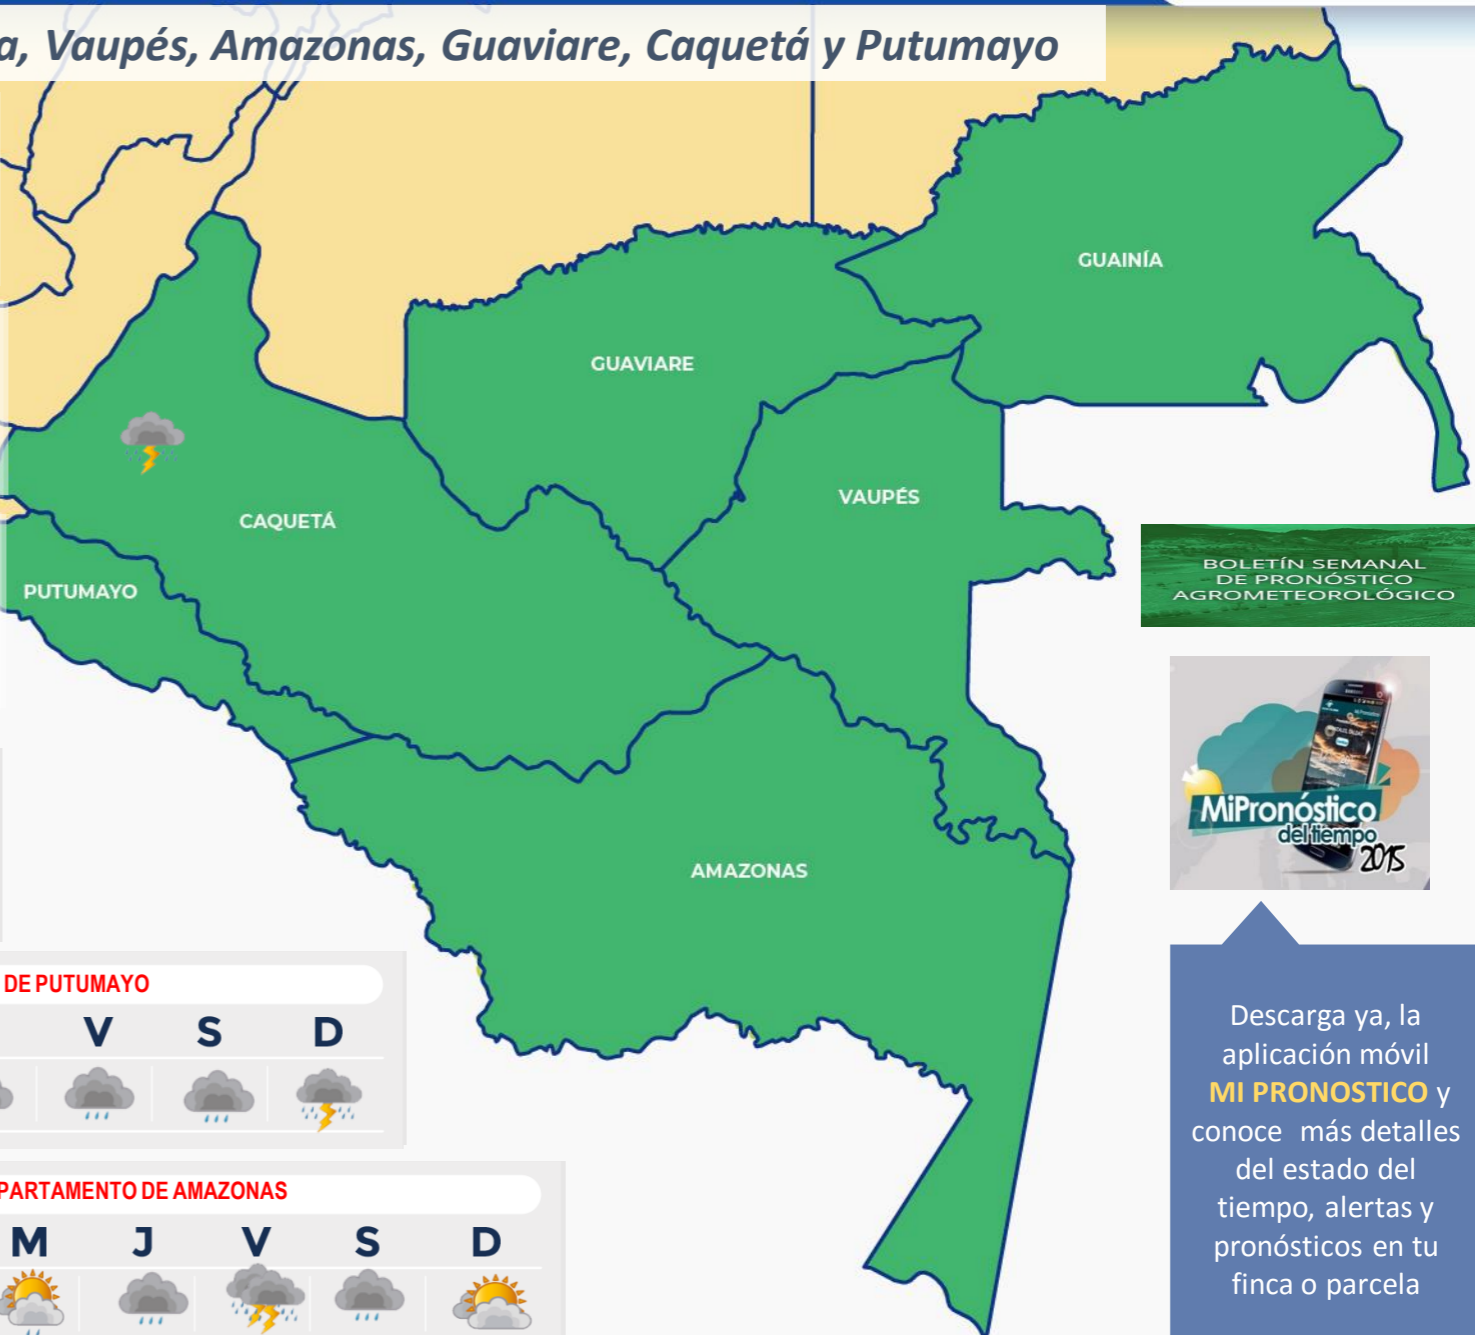 a, Vaupés, Amazonas, Guaviare, Caquetá y Putumayo
GUAINÍA
GUAVIARE
VAUPÉS
CAQUETÁ
PUTUMAYO
AMAZONAS
BOLETÍN SEMANAL
DE PRONÓSTICO
AGROMETEOROLÓGICO
SAMSUNG
MiPronóstico
del tiempo
2015
Descarga ya, la
aplicación móvil
MI PRONOSTICO y
conoce más detalles
del estado del
tiempo, alertas y
pronósticos en tu
finca o parcela
DE PUTUMAYO
V S D
PARTAMENTO DE AMAZONAS
M J V S D